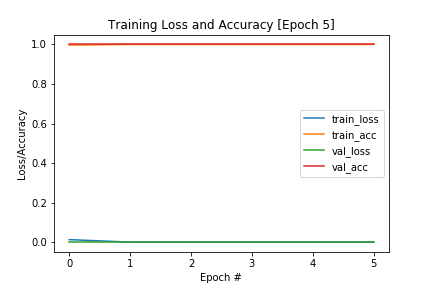 Training Loss and Accuracy [Epoch 5]
1.0
0.8
0.6
0.4
0.2
0.0
Loss/Accuracy
train_loss
train_acc
val_loss
val_acc
0 1 2 3 4 5
Epoch #